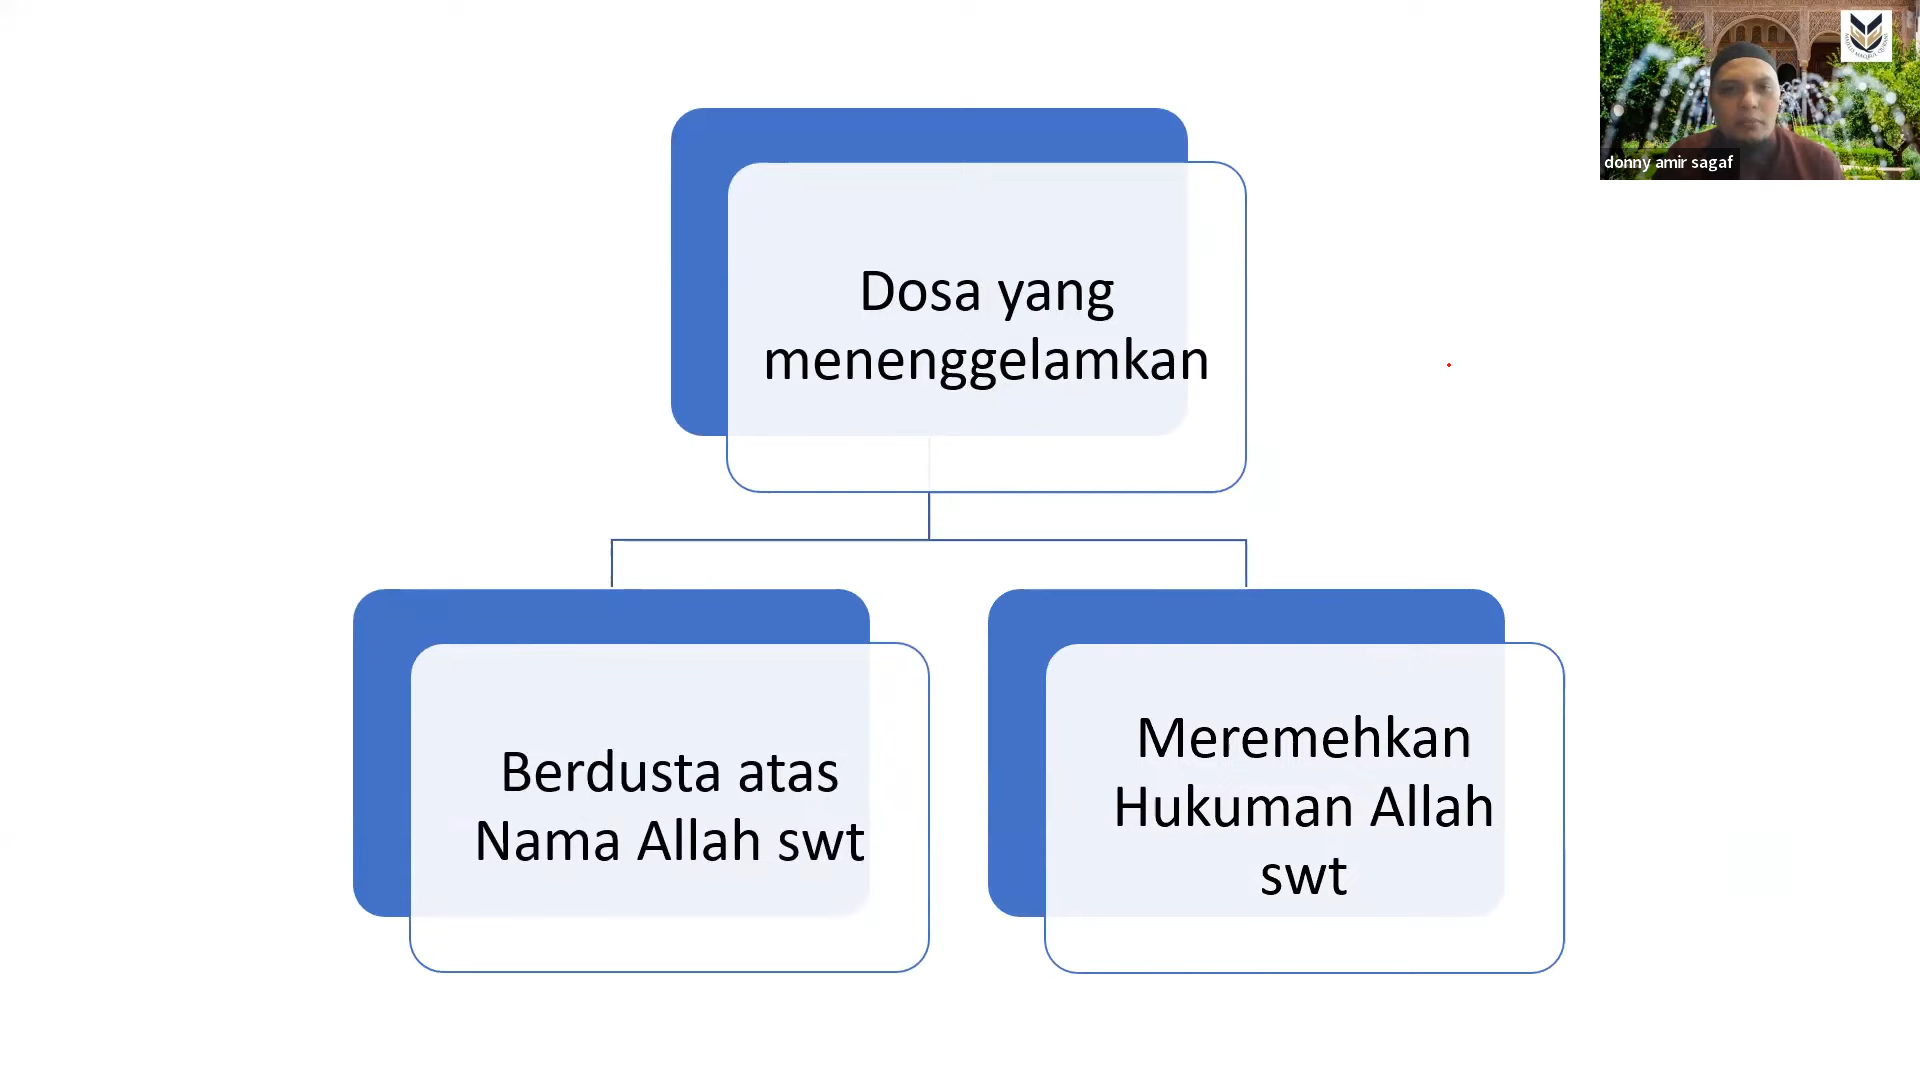 donny amir sagaf
Dosa yang
menenggelamkan
Berdusta atas
Nama Allah swt
Meremehkan
Hukuman Allah
swt